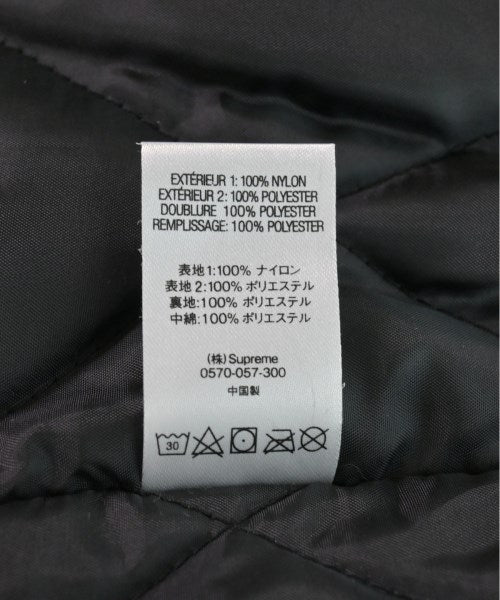 EXTÉRIEUR 1: 100% NYLON
EXTÉRIEUR 2: 100% POLYESTER
DOUBLURE 100% POLYESTER
REMPLISSAGE: 100% POLYESTER
表地1:100% ナイロン
表地2:100% ポリエステル
裏地:100% ポリエステル
中綿:100% ポリエステル
(株) Supreme
0570-057-300
中国製
30